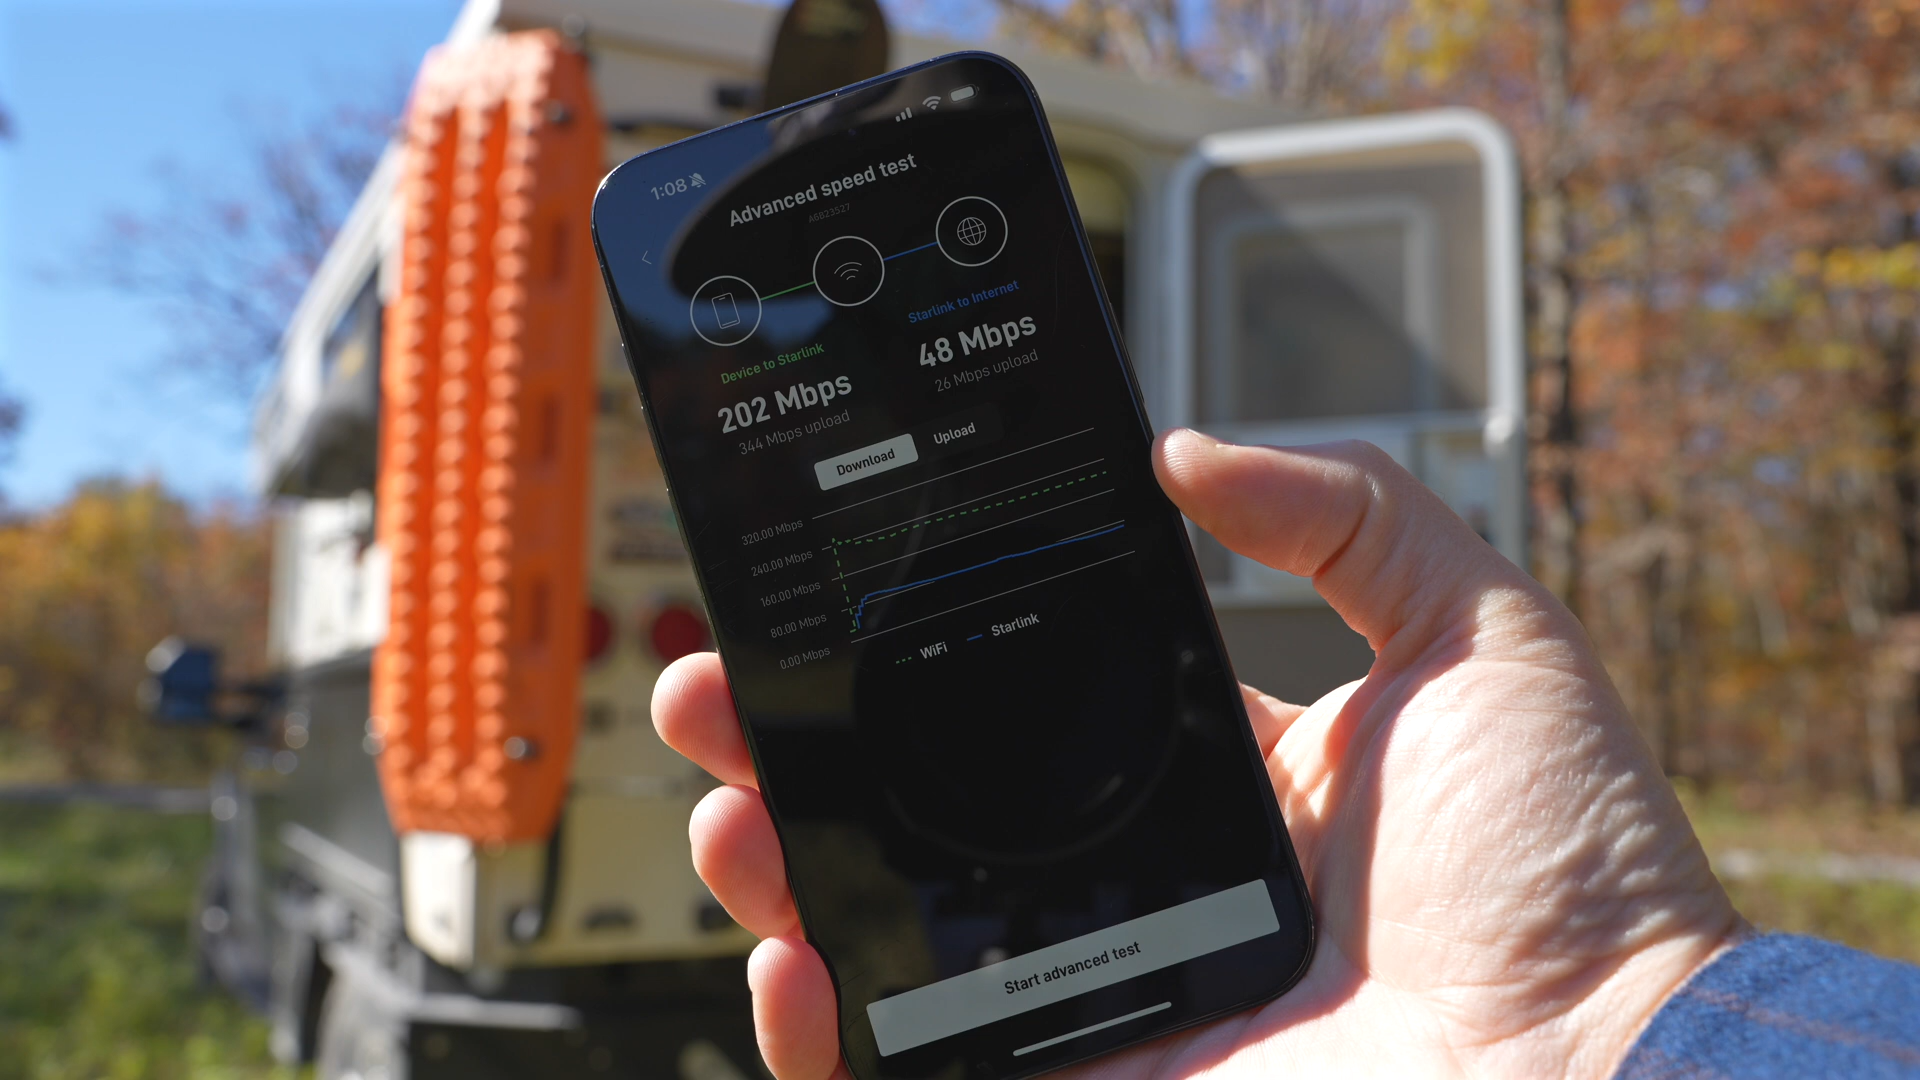 1:08
Advanced speed test
A6B23527
Device to Starlink
202 Mbps
344 Mbps upload
Starlink to Internet
48 Mbps
26 Mbps upload
Download
Upload
320.00 Mbps
240.00 Mbps
160.00 Mbps
80.00 Mbps
0.00 Mbps
WiFi
Starlink
Start advanced test